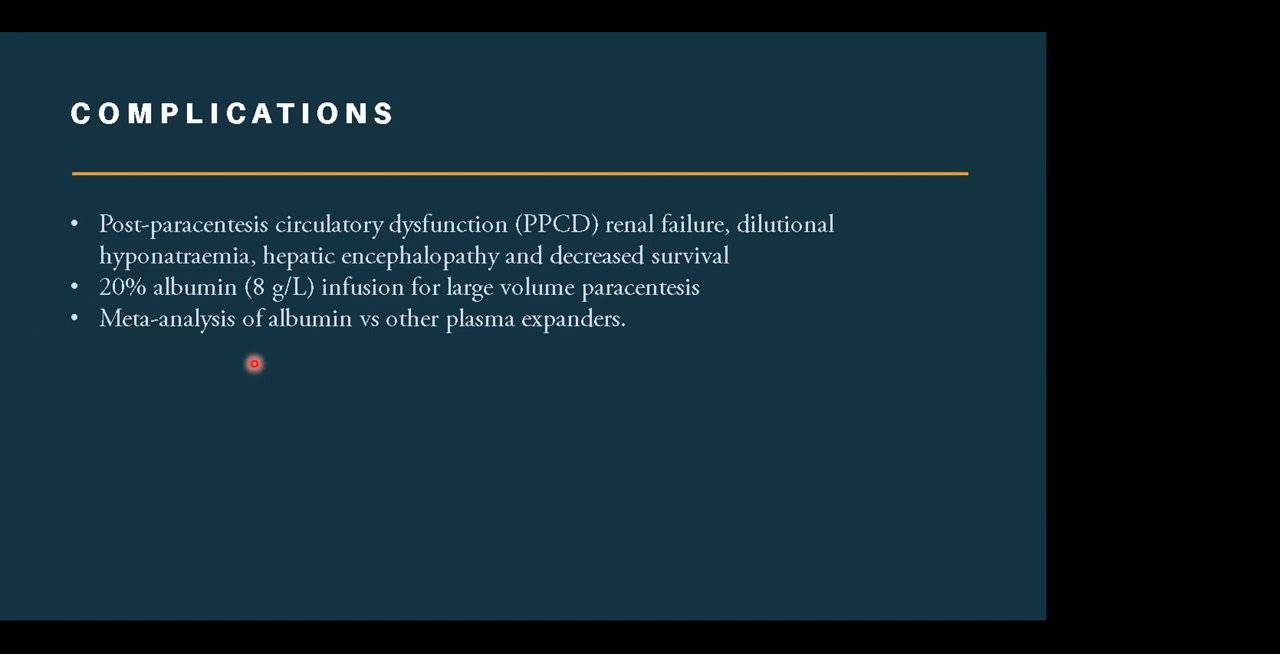 COMPLICATIONS
• Post-paracentesis circulatory dysfunction (PPCD) renal failure, dilutional
hyponatraemia, hepatic encephalopathy and decreased survival
• 20% albumin (8 g/L) infusion for large volume paracentesis
• Meta-analysis of albumin vs other plasma expanders.